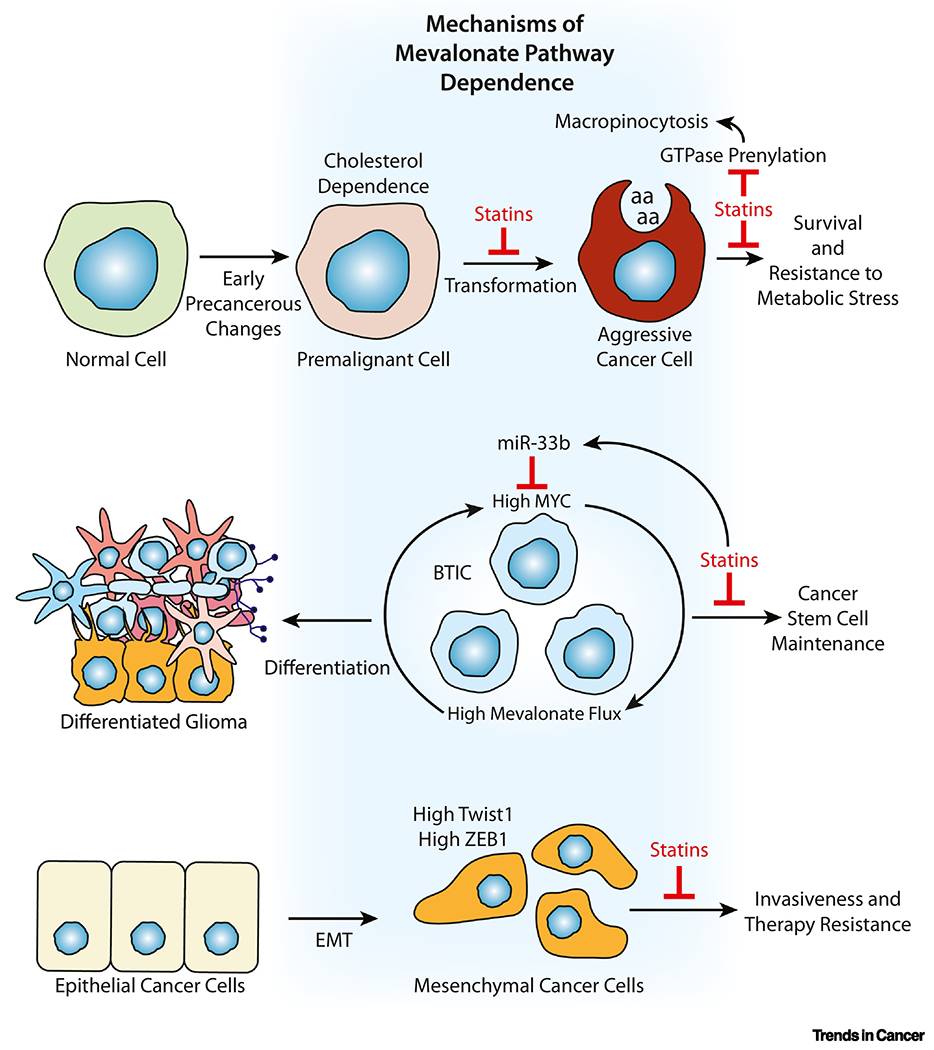 Mechanisms of
Mevalonate Pathway
Dependence
Macropinocytosis
GTPase Prenylation
Cholesterol
Dependence
Statins
aa
aa
Statins
Survival
and
Resistance to
Metabolic Stress
Early
Precancerous
Changes
Transformation
Normal Cell
Premalignant Cell
Aggressive
Cancer Cell
miR-33b
High MYC
BTIC
Statins
Cancer
Stem Cell
Maintenance
Differentiation
High Mevalonate Flux
Differentiated Glioma
High Twist1
High ZEB1
Statins
Invasiveness and
Therapy Resistance
EMT
Epithelial Cancer Cells
Mesenchymal Cancer Cells
Trends in Cancer